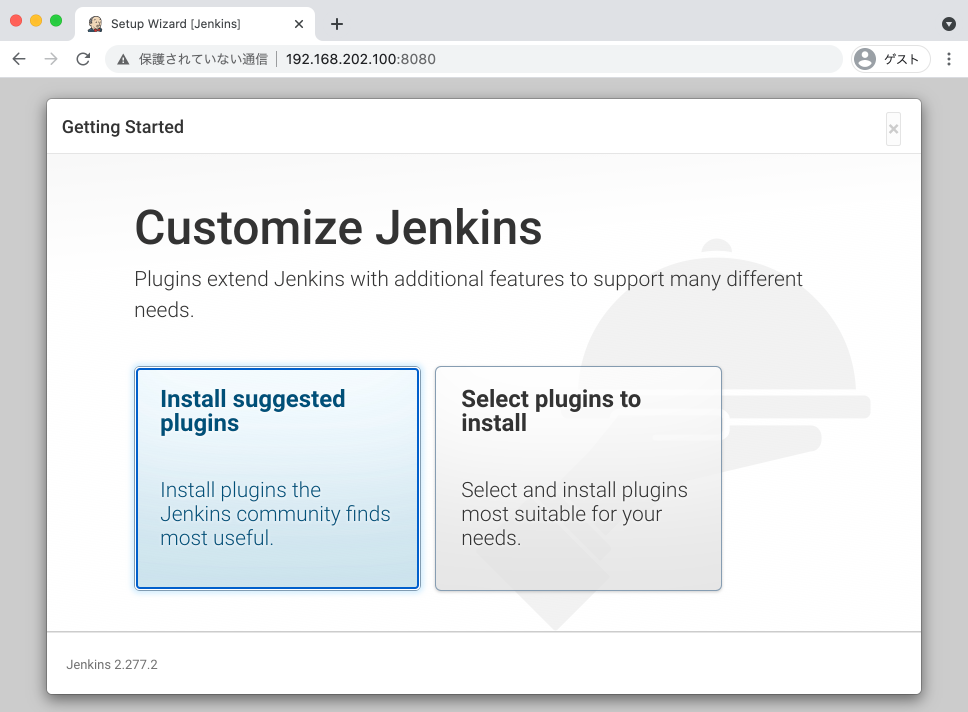 Setup Wizard [Jenkins]
保護されていない通信 192.168.202.100:8080 ゲスト
Getting Started
Customize Jenkins
Plugins extend Jenkins with additional features to support many different
needs.
Install suggested
plugins
Install plugins the
Jenkins community finds
most useful.
Select plugins to
install
Select and install plugins
most suitable for your
needs.
Jenkins 2.277.2